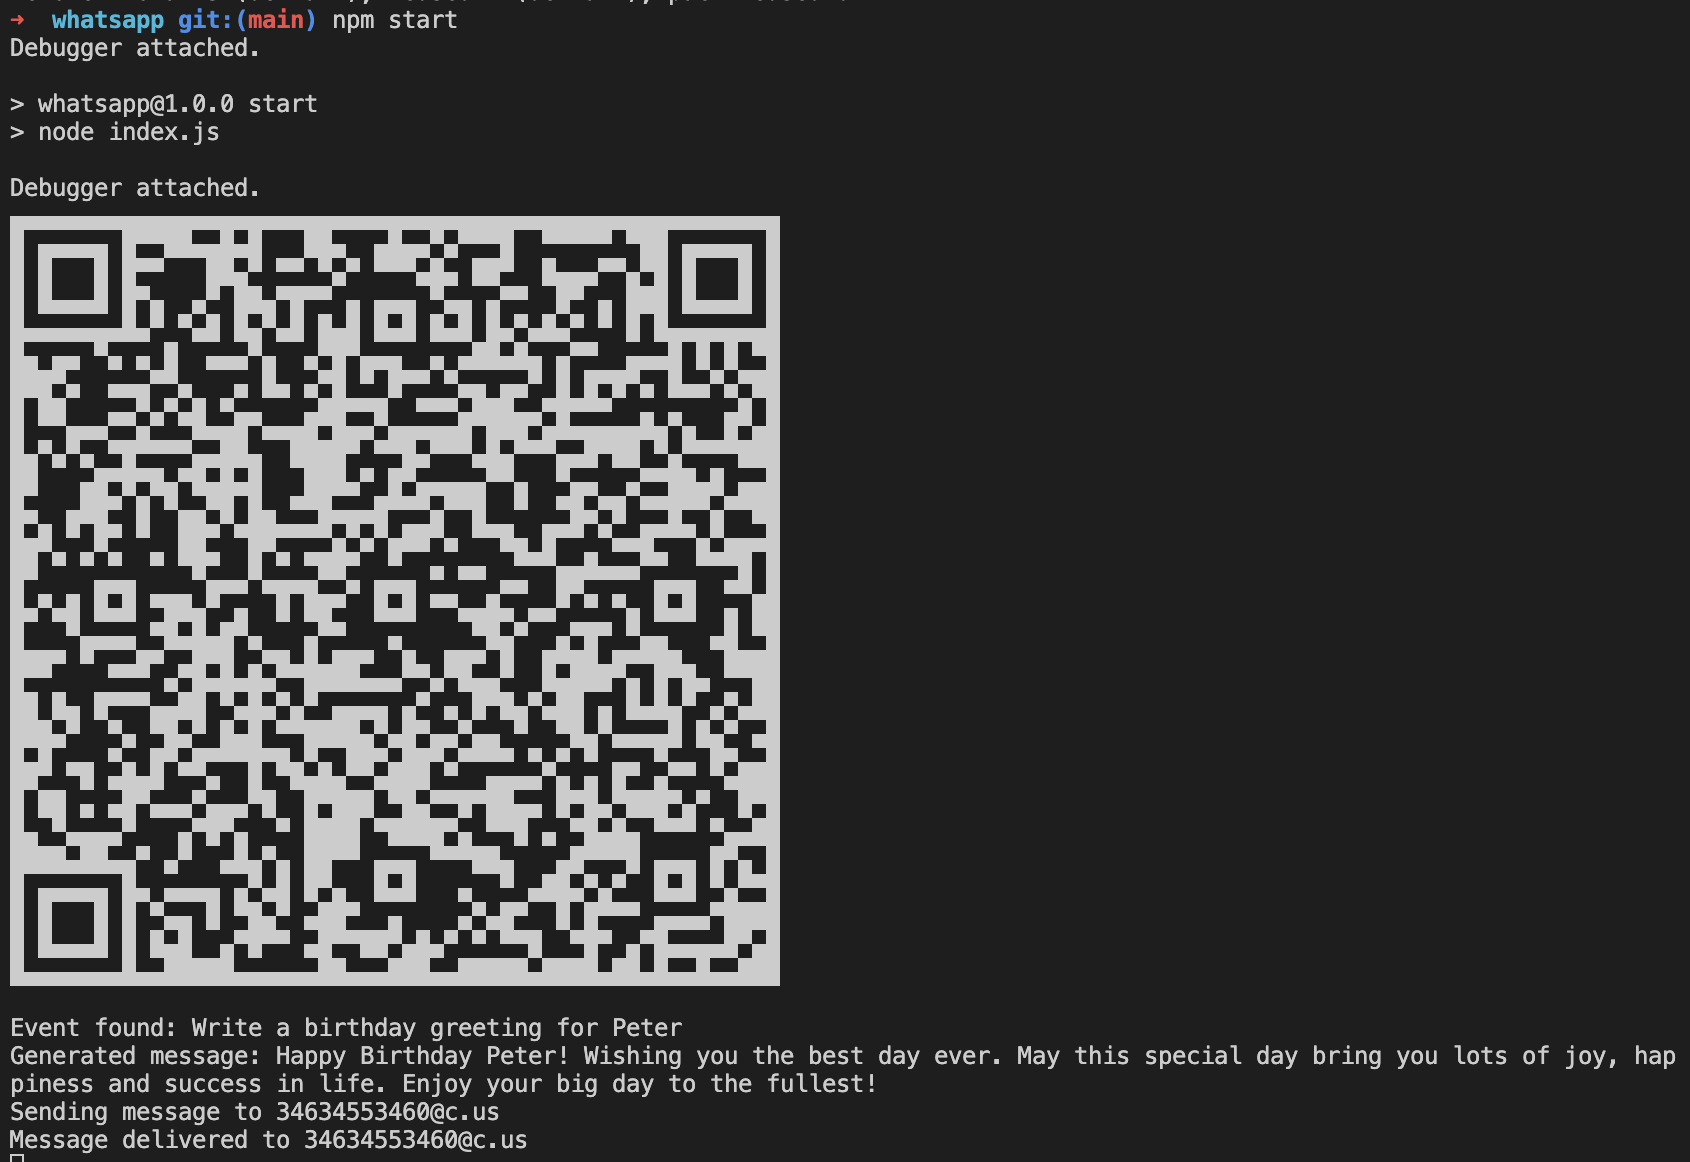 ➜  whatsapp git:(main) npm start
Debugger attached.
> whatsapp@1.0.0 start
> node index.js
Debugger attached.
Event found: Write a birthday greeting for Peter
Generated message: Happy Birthday Peter! Wishing you the best day ever. May this special day bring you lots of joy, hap
piness and success in life. Enjoy your big day to the fullest!
Sending message to 34634553460@c.us
Message delivered to 34634553460@c.us